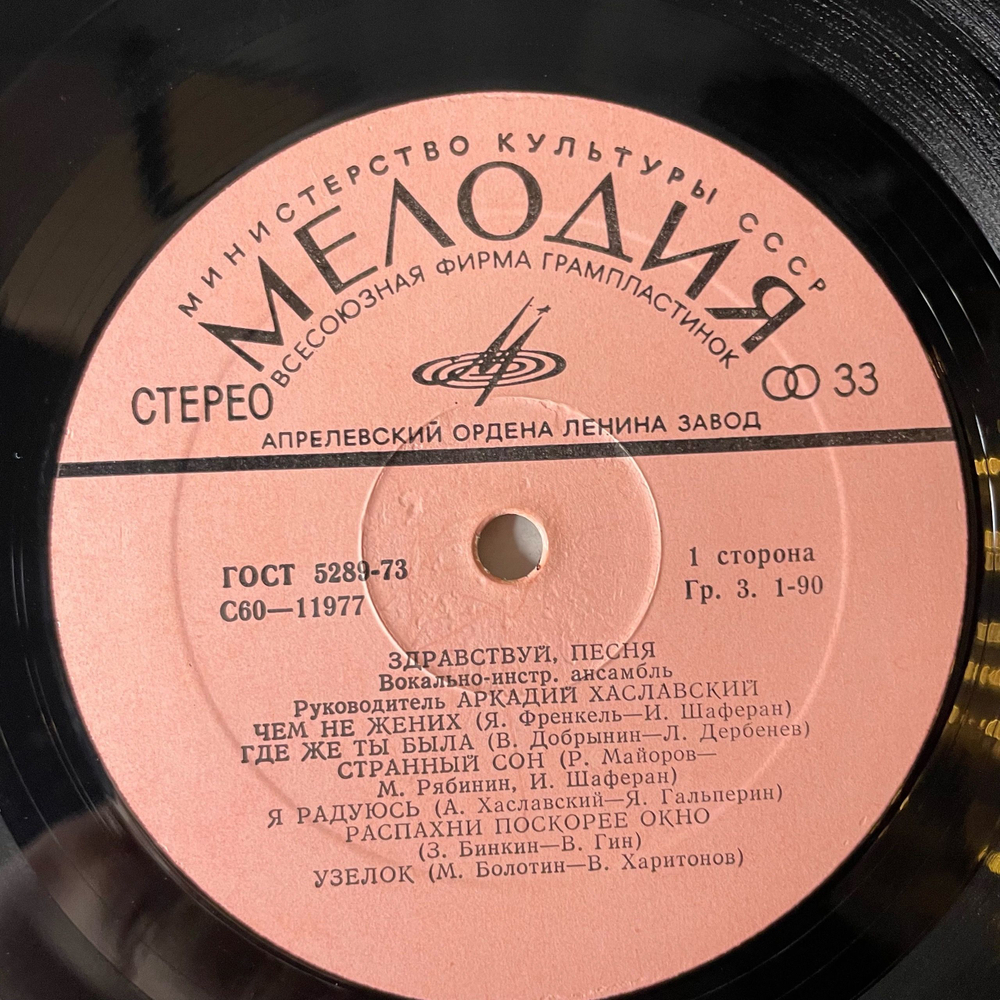 МИНИСТЕРСТВО КУЛЬТУРЫ СССР
МЕЛОДИЯ
ВСЕСОЮЗНАЯ ФИРМА ГРАМПЛАСТИНОК
СТЕРЕО
33
АПРЕЛЕВСКИЙ ОРДЕНА ЛЕНИНА ЗАВОД
ГОСТ 5289-73
1 сторона
С60—11977
Гр. 3. 1-90
ЗДРАВСТВУЙ, ПЕСНЯ
Вокально-инстр. ансамбль
Руководитель АРКАДИЙ ХАСЛАВСКИЙ
ЧЕМ НЕ ЖЕНИХ (Я. Френкель—И. Шаферан)
ГДЕ ЖЕ ТЫ БЫЛА (В. Добрынин—Л. Дербенев)
СТРАННЫЙ СОН (Р. Майоров—
М. Рябинин, И. Шаферан)
Я РАДУЮСЬ (А. Хаславский—Я. Гальперин)
РАСПАХНИ ПОСКОРЕЕ ОКНО
(З. Бинкин—В. Гин)
УЗЕЛОК (М. Болотин—В. Харитонов)